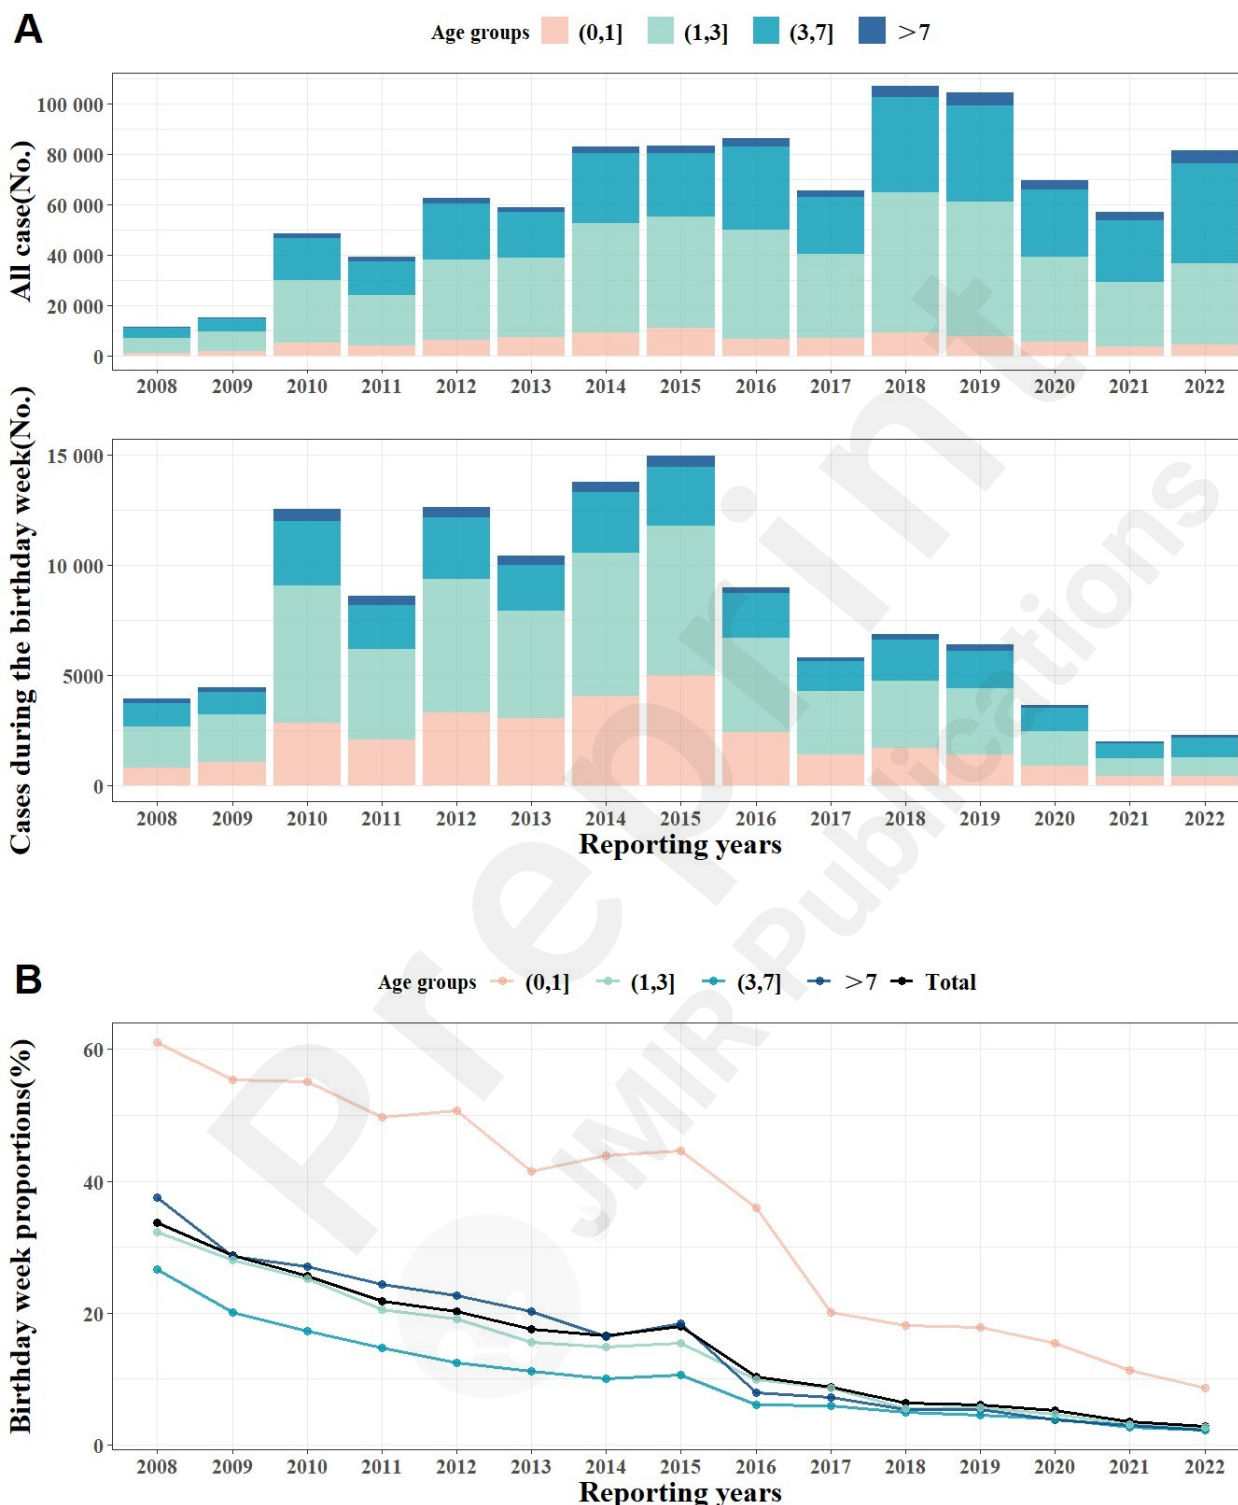 A
Age groups (0,1] (1,3] (3,7] >7
All case(No.)
100 000
80 000
60 000
40 000
20 000
0
2008 2009 2010 2011 2012 2013 2014 2015 2016 2017 2018 2019 2020 2021 2022
Cases during the birthday week(No.)
15 000
10 000
5000
0
2008 2009 2010 2011 2012 2013 2014 2015 2016 2017 2018 2019 2020 2021 2022
Reporting years
B
Age groups (0,1] (1,3] (3,7] >7 Total
Birthday week proportions(%)
60
40
20
0
2008 2009 2010 2011 2012 2013 2014 2015 2016 2017 2018 2019 2020 2021 2022
Reporting years
Preprint
JMIR Publications